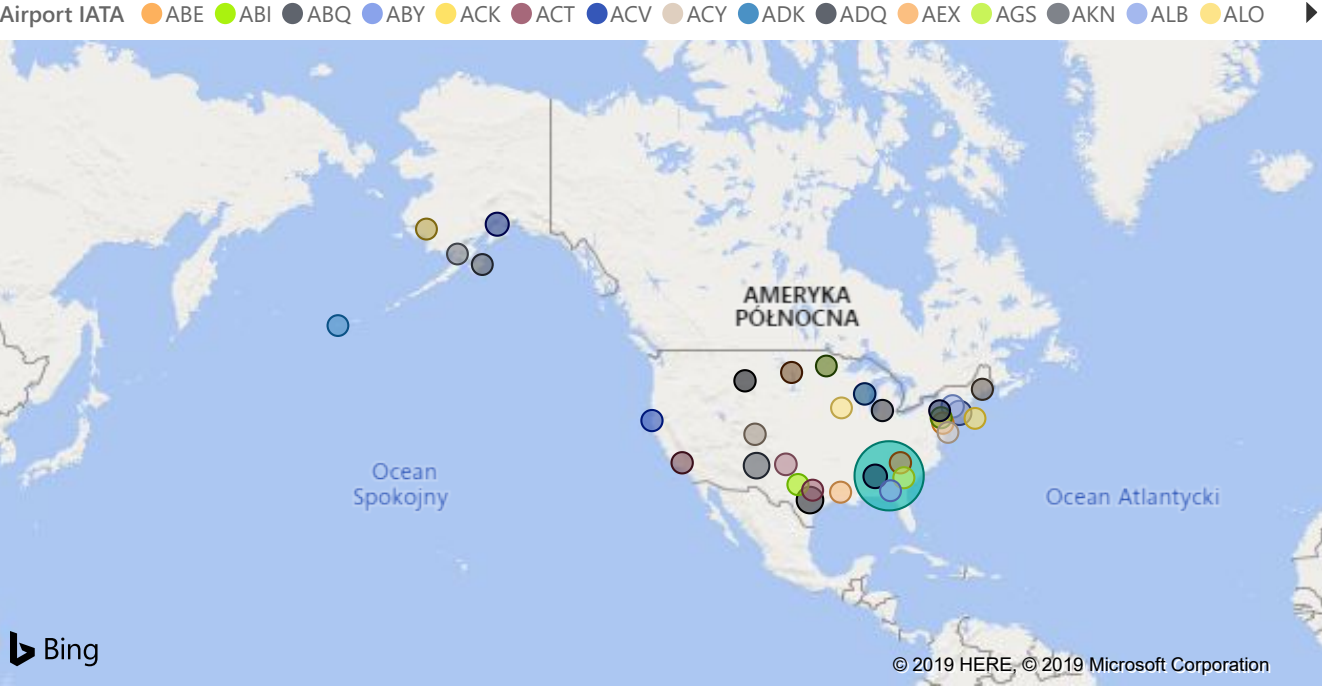 Airport IATA ABE ABI ABQ ABY ACK ACT ACV ACY ADK ADQ AEX AGS AKN ALB ALO
AMERYKA
PÓŁNOCNA
Ocean
Spokojny
Ocean Atlantycki
Bing
© 2019 HERE, © 2019 Microsoft Corporation